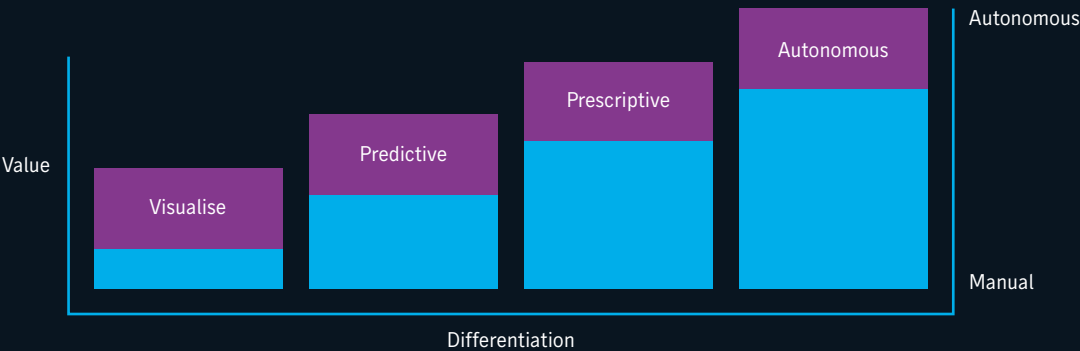 Autonomous
Autonomous
Prescriptive
Predictive
Value
Visualise
Manual
Differentiation